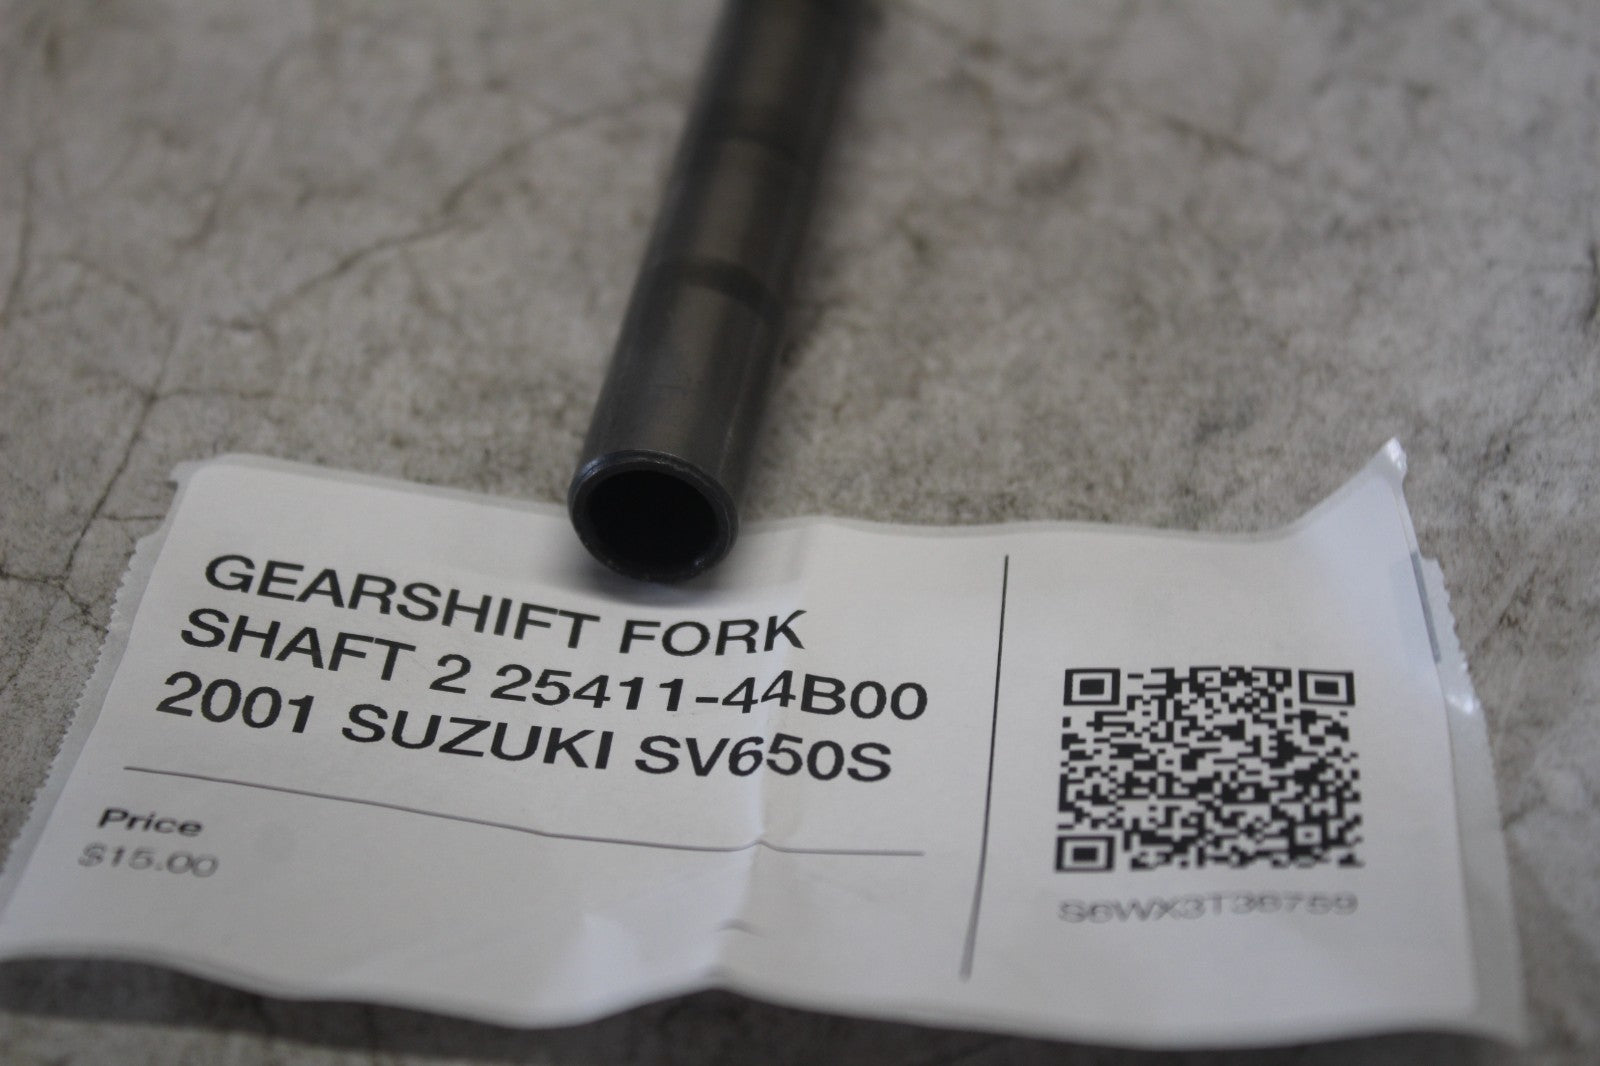 GEARSHIFT FORK
SHAFT 2 25411-44B00
2001 SUZUKI SV650S
Price
$15.00
S6WX3T36759